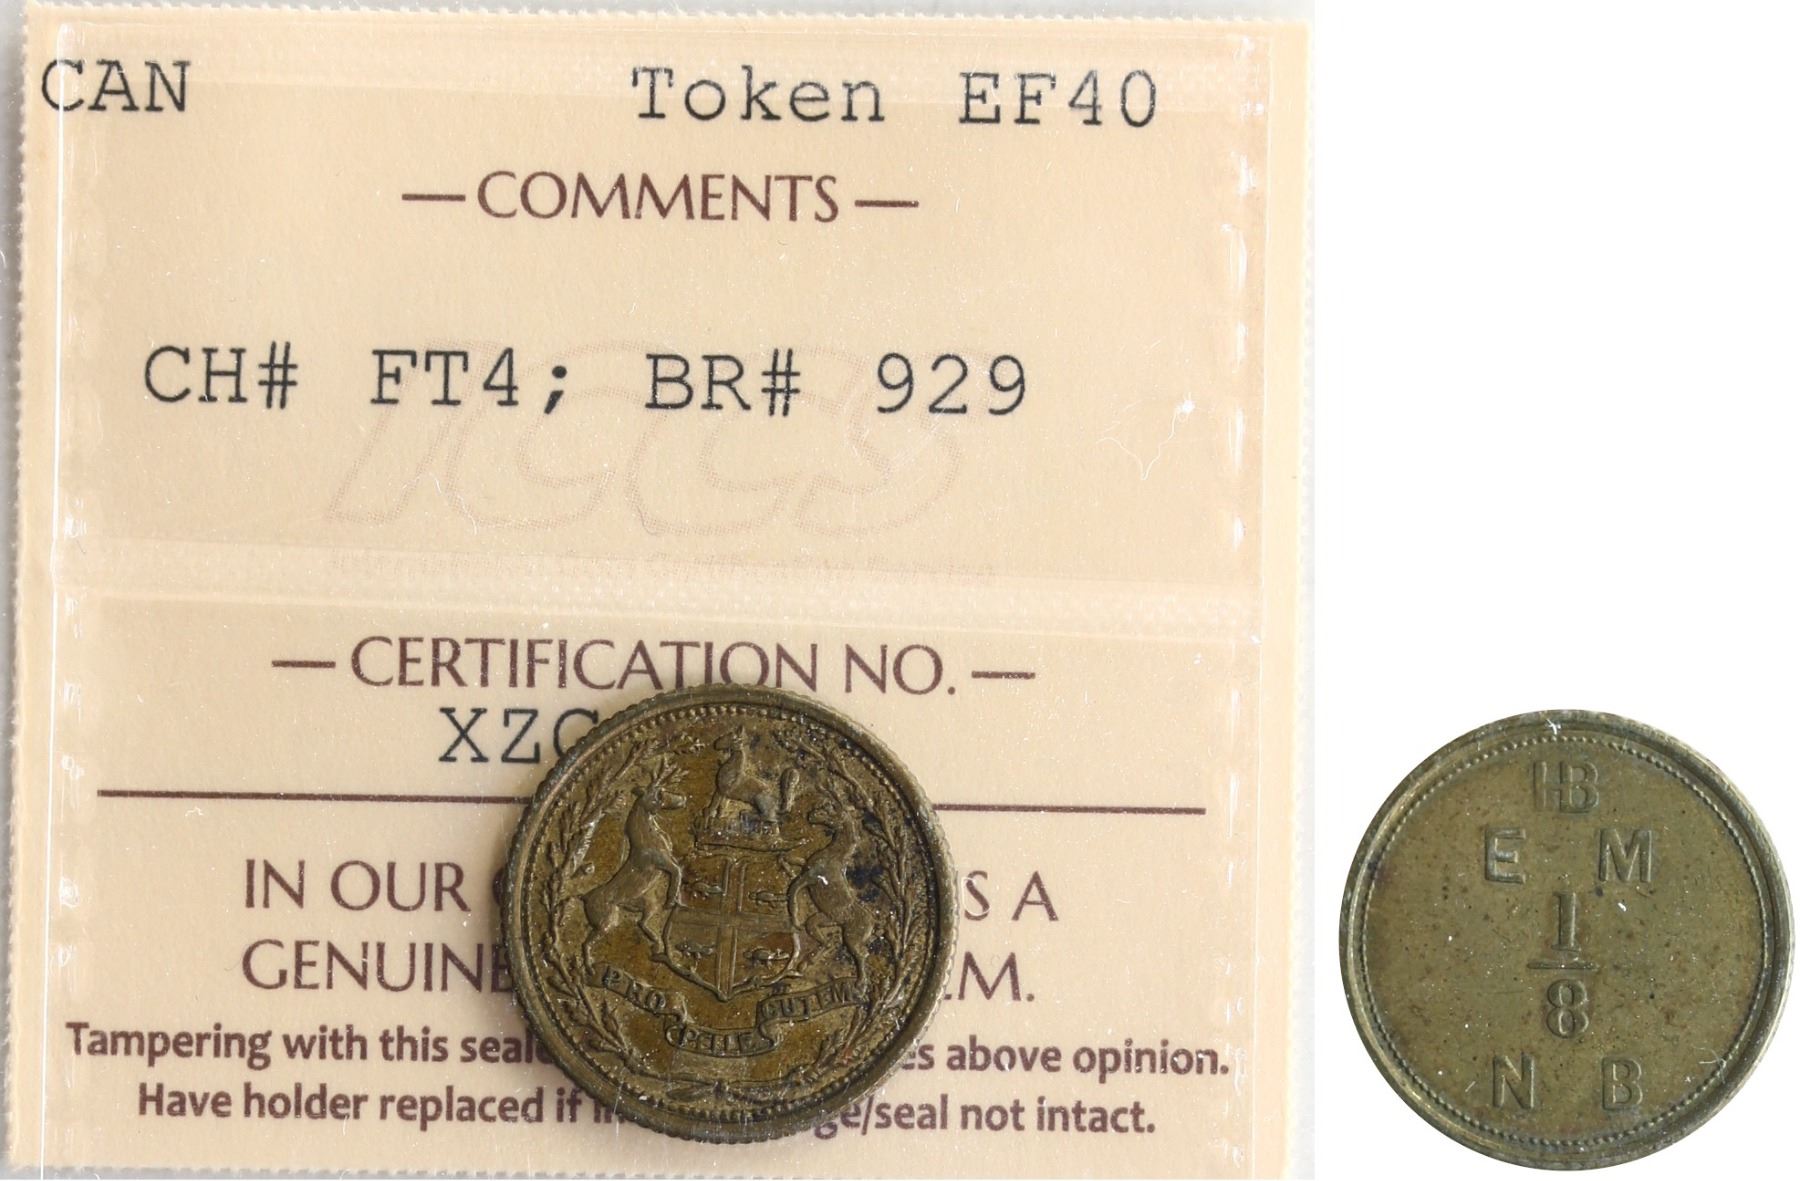 CAN Token EF40
— COMMENTS —
CH# FT4; BR# 929
ICCS
— CERTIFICATION NO. —
XZC
IN OUR S A
GENUINE M.
Tampering with this seal es above opinion.
Have holder replaced if ge/seal not intact.
PRO PELLE CUTEM
HB
E M
1
8
N B